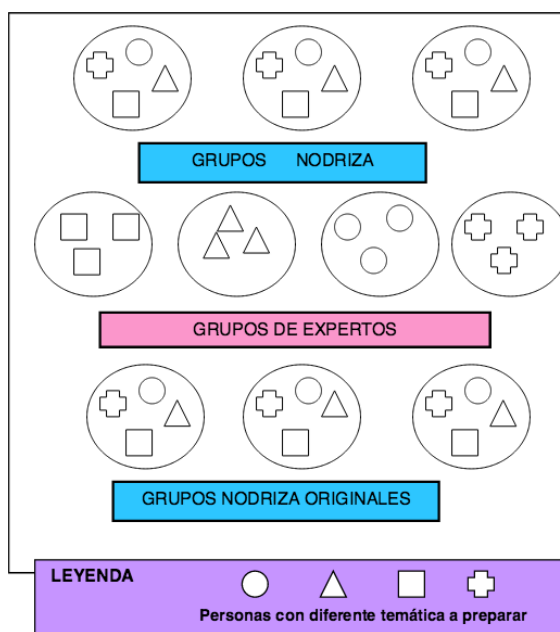 GRUPOS NODRIZA
GRUPOS DE EXPERTOS
GRUPOS NODRIZA ORIGINALES
LEYENDA
Personas con diferente temática a preparar